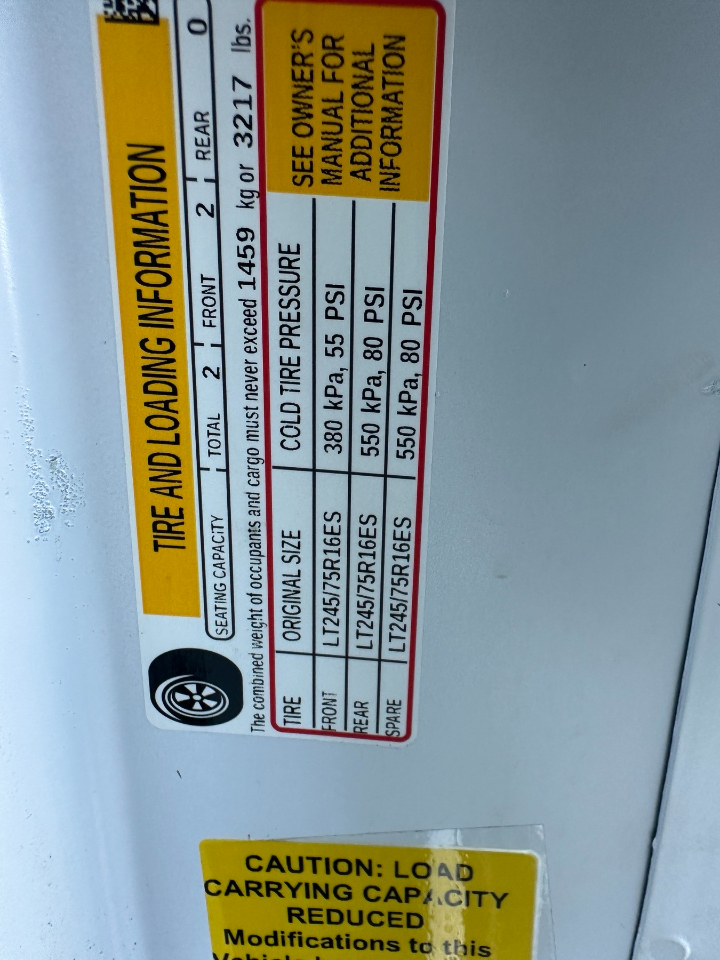 TIRE AND LOADING INFORMATION
SEATING CAPACITY TOTAL 2 FRONT 2 REAR 0
The combined weight of occupants and cargo must never exceed 1459 kg or 3217 lbs.
TIRE ORIGINAL SIZE COLD TIRE PRESSURE
FRONT LT245/75R16ES 380 kPa, 55 PSI
REAR LT245/75R16ES 550 kPa, 80 PSI
SPARE LT245/75R16ES 550 kPa, 80 PSI
SEE OWNER'S
MANUAL FOR
ADDITIONAL
INFORMATION
CAUTION: LOAD
CARRYING CAPACITY
REDUCED
Modifications to this